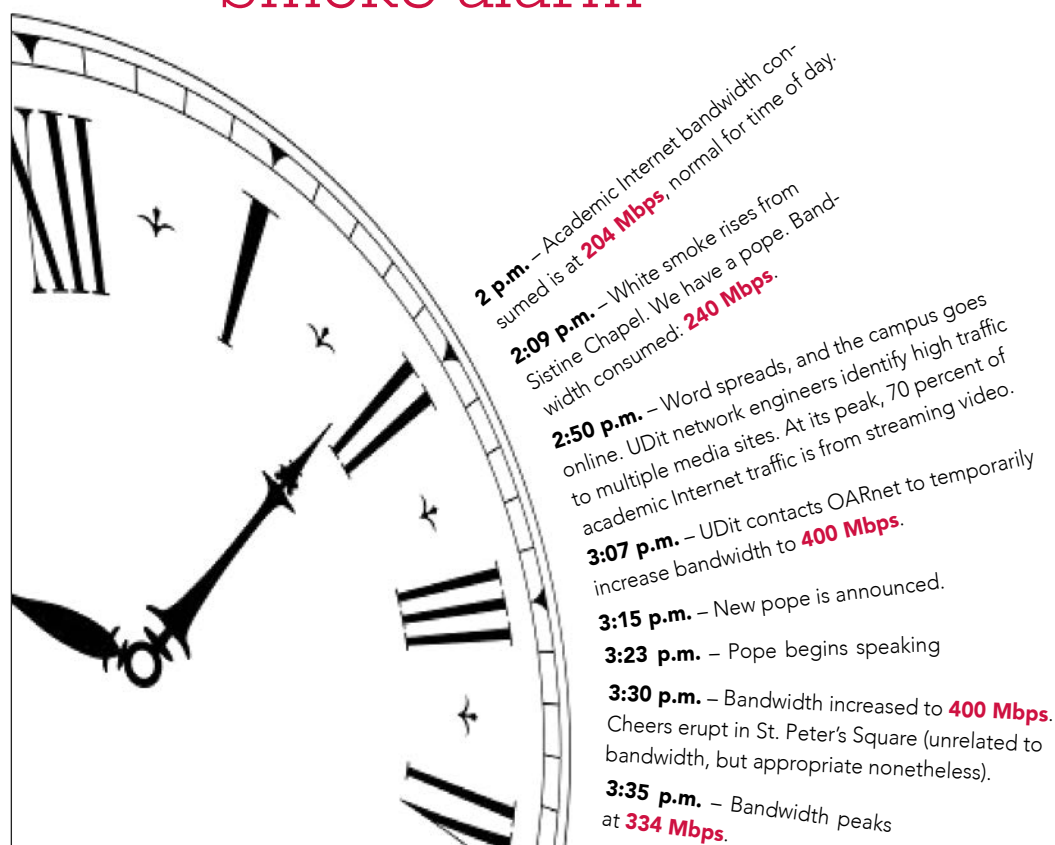 Smoke alarm
2 p.m. – Academic Internet bandwidth con-
sumed is at 204 Mbps, normal for time of day.
2:09 p.m. – White smoke rises from
Sistine Chapel. We have a pope. Band-
width consumed: 240 Mbps.
2:50 p.m. – Word spreads, and the campus goes
online. UDit network engineers identify high traffic
to multiple media sites. At its peak, 70 percent of
academic Internet traffic is from streaming video.
3:07 p.m. – UDit contacts OARnet to temporarily
increase bandwidth to 400 Mbps.
3:15 p.m. – New pope is announced.
3:23 p.m. – Pope begins speaking
3:30 p.m. – Bandwidth increased to 400 Mbps.
Cheers erupt in St. Peter’s Square (unrelated to
bandwidth, but appropriate nonetheless).
3:35 p.m. – Bandwidth peaks
at 334 Mbps.
I
II
III